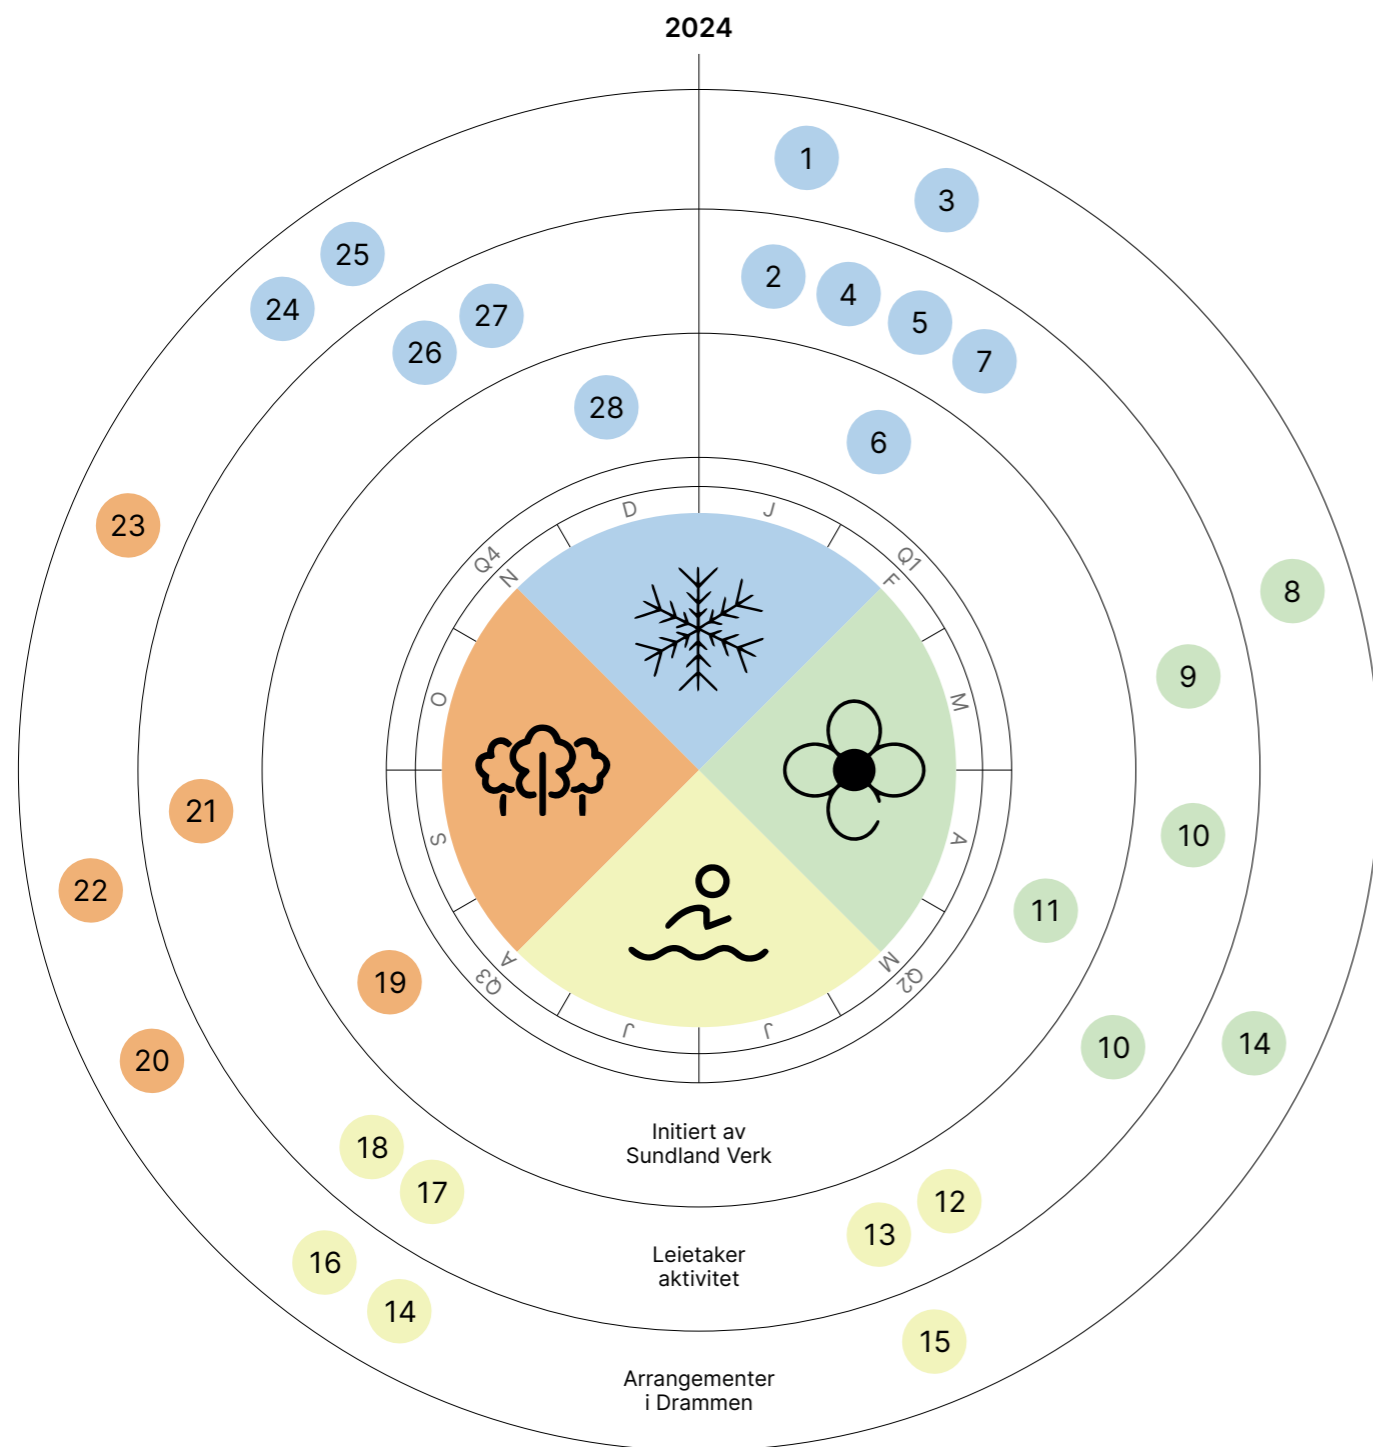 2024
1
3
2
4
5
7
25
24
27
26
28
6
D
J
Q4
N
Q1
F
23
8
O
M
9
21
S
A
10
22
11
19
A
Q3
M
Q2
J
J
20
10
14
18
17
Initiert av
Sundland Verk
12
13
16
14
Leietaker
aktivitet
15
Arrangementer
i Drammen